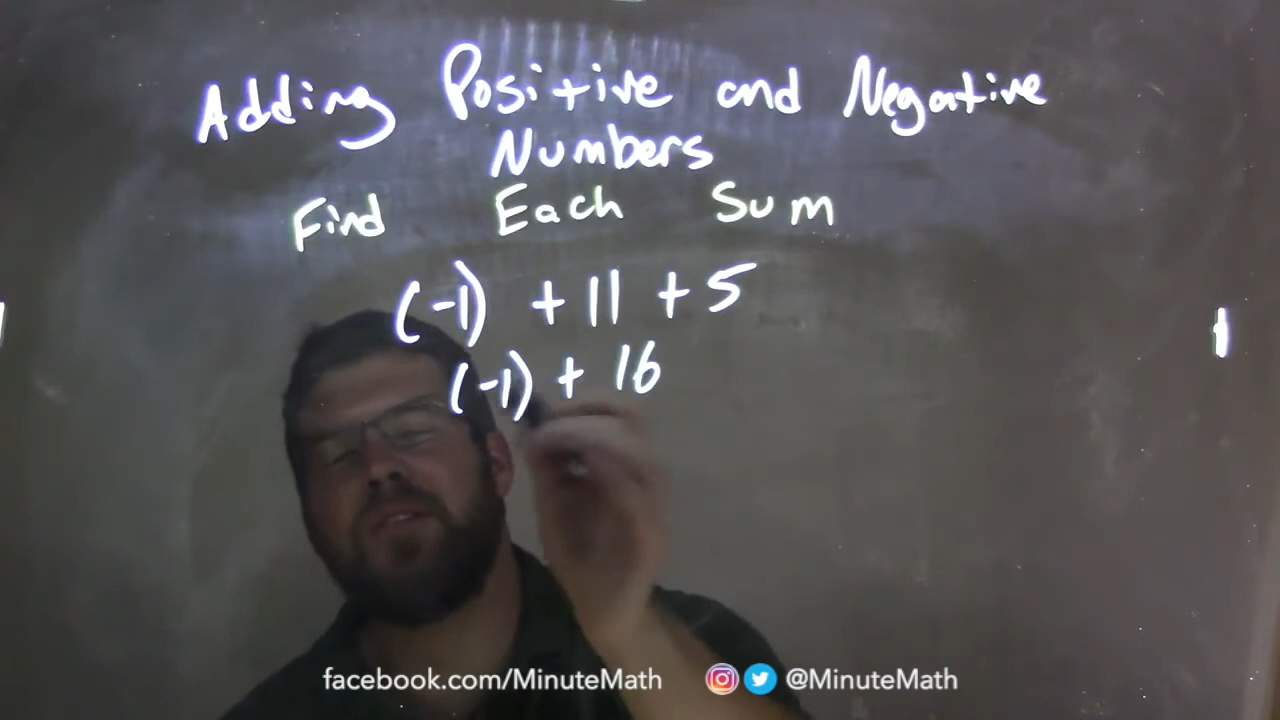 Adding Positive and Negative
Numbers
Find Each Sum
(-1) + 11 + 5
(-1) + 16
facebook.com/MinuteMath @MinuteMath